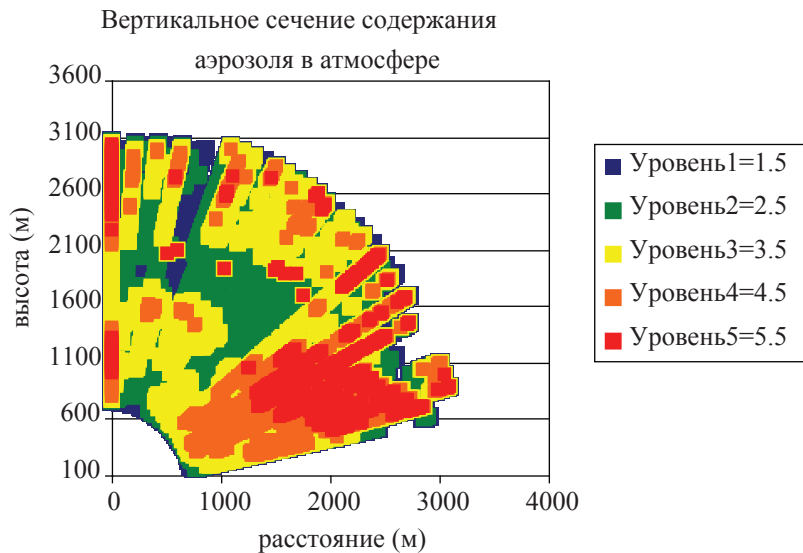 Вертикальное сечение содержания
аэрозоля в атмосфере
3600
3100
2600
2100
1600
1100
600
100
высота (м)
0 1000 2000 3000 4000
расстояние (м)
Уровень1=1.5
Уровень2=2.5
Уровень3=3.5
Уровень4=4.5
Уровень5=5.5